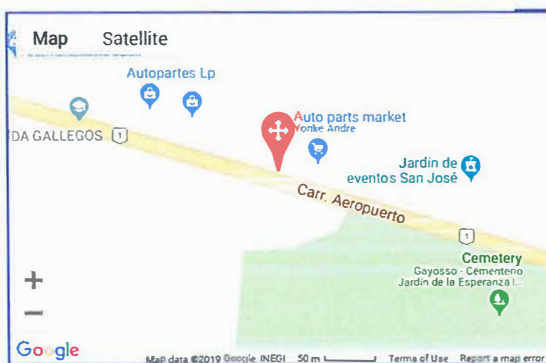 Map Satellite
Autopartes Lp
DA GALLEGOS 1
Auto parts market
Yonke Andre
Jardín de
eventos San José
Carr. Aeropuerto
1
Cemetery
Gayosso - Cementerio
Jardín de la Esperanza I...
+
−
Google
Map data ©2019 Google, INEGI 50 m Terms of Use Report a map error